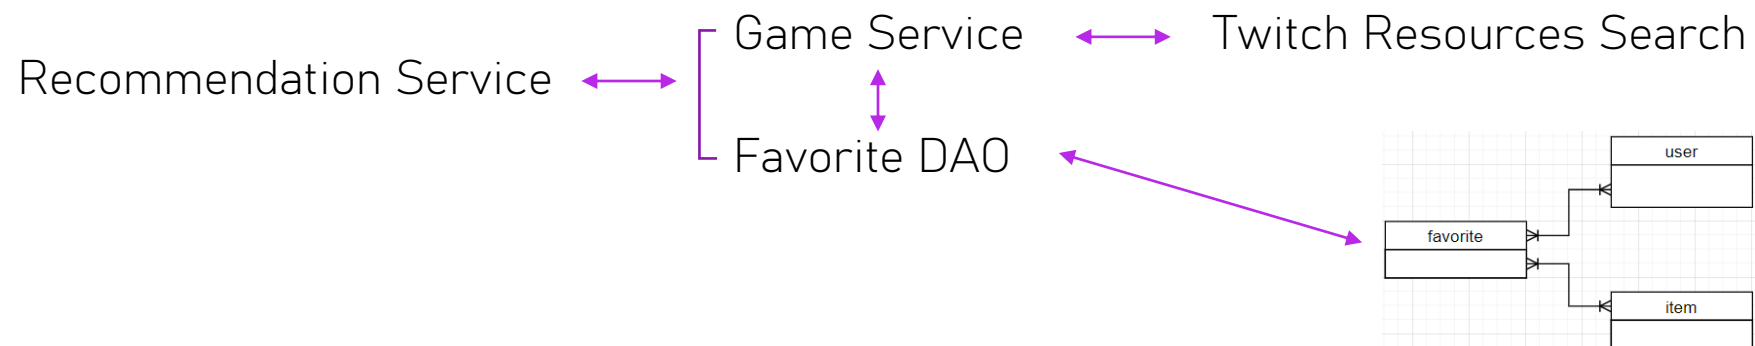 Game Service
Twitch Resources Search
Recommendation Service
Favorite DAO
user
favorite
item